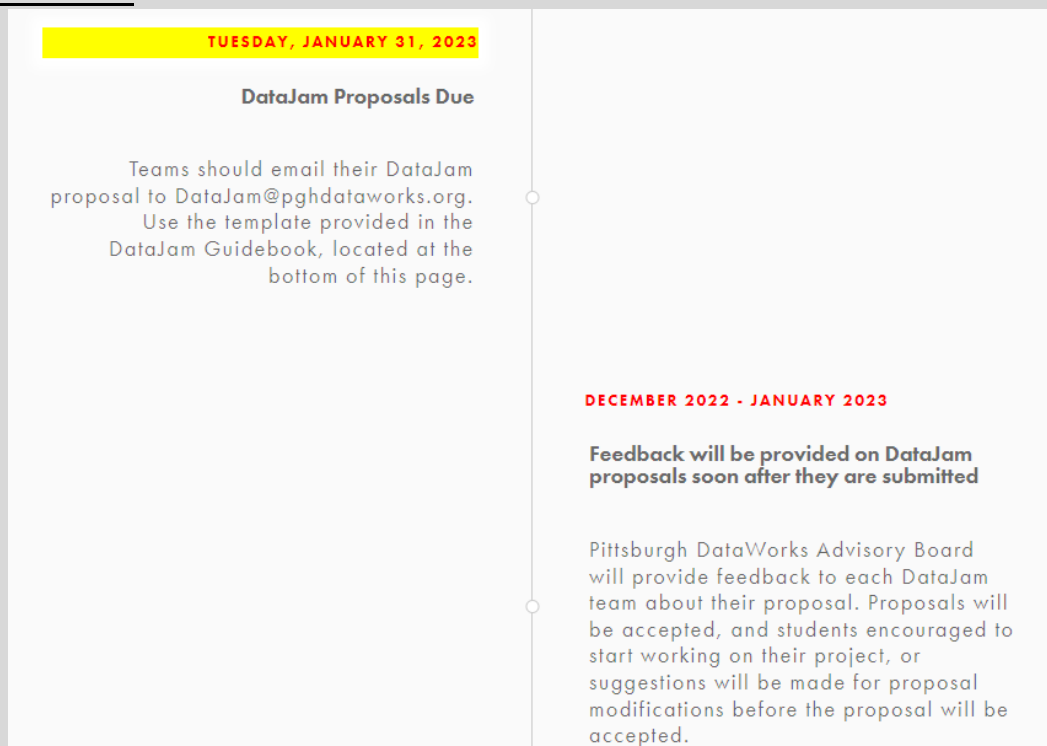 TUESDAY, JANUARY 31, 2023
DataJam Proposals Due
Teams should email their DataJam
proposal to DataJam@pghdataworks.org.
Use the template provided in the
DataJam Guidebook, located at the
bottom of this page.
DECEMBER 2022 - JANUARY 2023
Feedback will be provided on DataJam
proposals soon after they are submitted
Pittsburgh DataWorks Advisory Board
will provide feedback to each DataJam
team about their proposal. Proposals will
be accepted, and students encouraged to
start working on their project, or
suggestions will be made for proposal
modifications before the proposal will be
accepted.